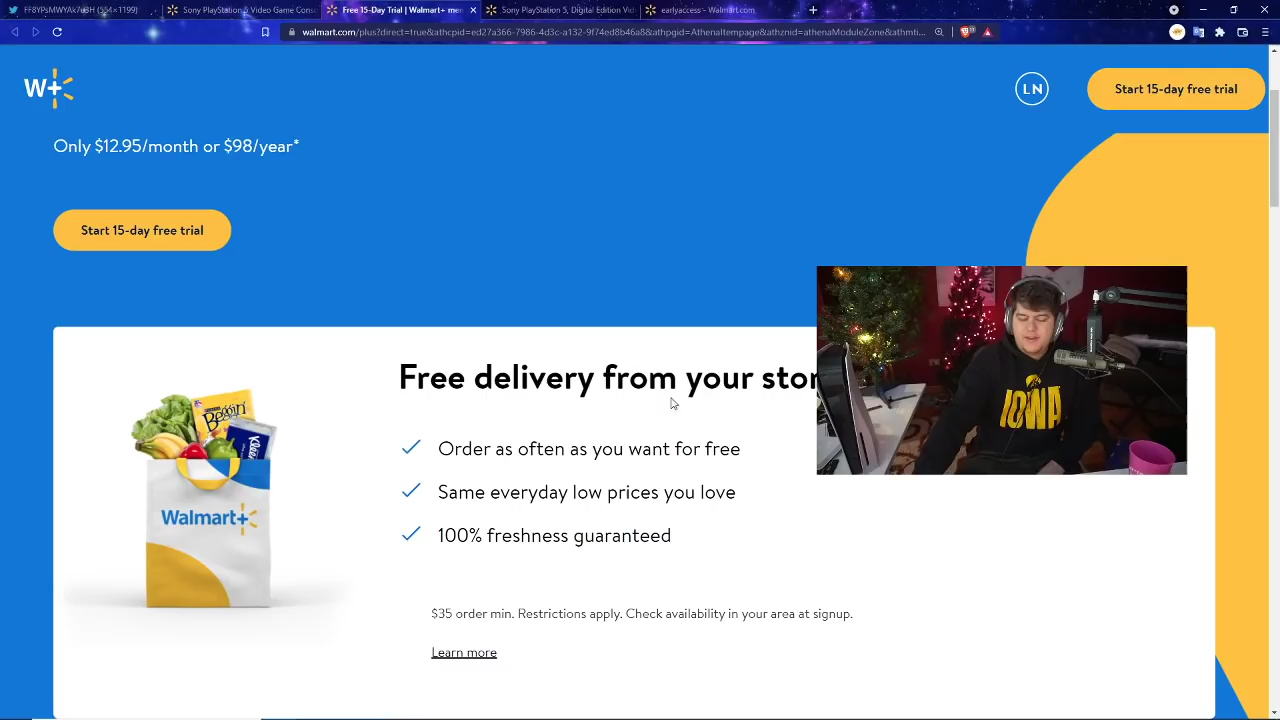 FF8YPsMWYAk7eBH (554×1199)
Sony PlayStation 5 Video Game Cons
Free 15-Day Trial | Walmart+ me
Sony PlayStation 5, Digital Edition Vid
earlyaccess - Walmart.com
walmart.com/plus?direct=true&athcpid=ed27a366-7986-4d3c-a132-9f74ed8b46a8&athpgid=AthenaItempage&athznid=athenaModuleZone&athmti...
W+
LN
Start 15-day free trial
Only $12.95/month or $98/year*
Start 15-day free trial
Free delivery from your stor
Order as often as you want for free
Same everyday low prices you love
100% freshness guaranteed
$35 order min. Restrictions apply. Check availability in your area at signup.
Learn more
Beggin'
Walmart+
IOWA